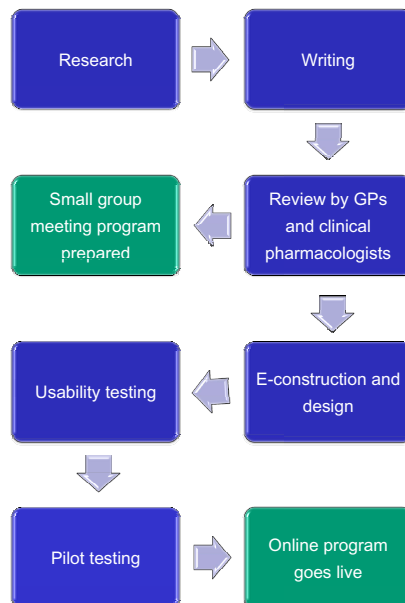 Research
Writing
Small group
meeting program
prepared
Review by GPs
and clinical
pharmacologists
Usability testing
E-construction and
design
Pilot testing
Online program
goes live